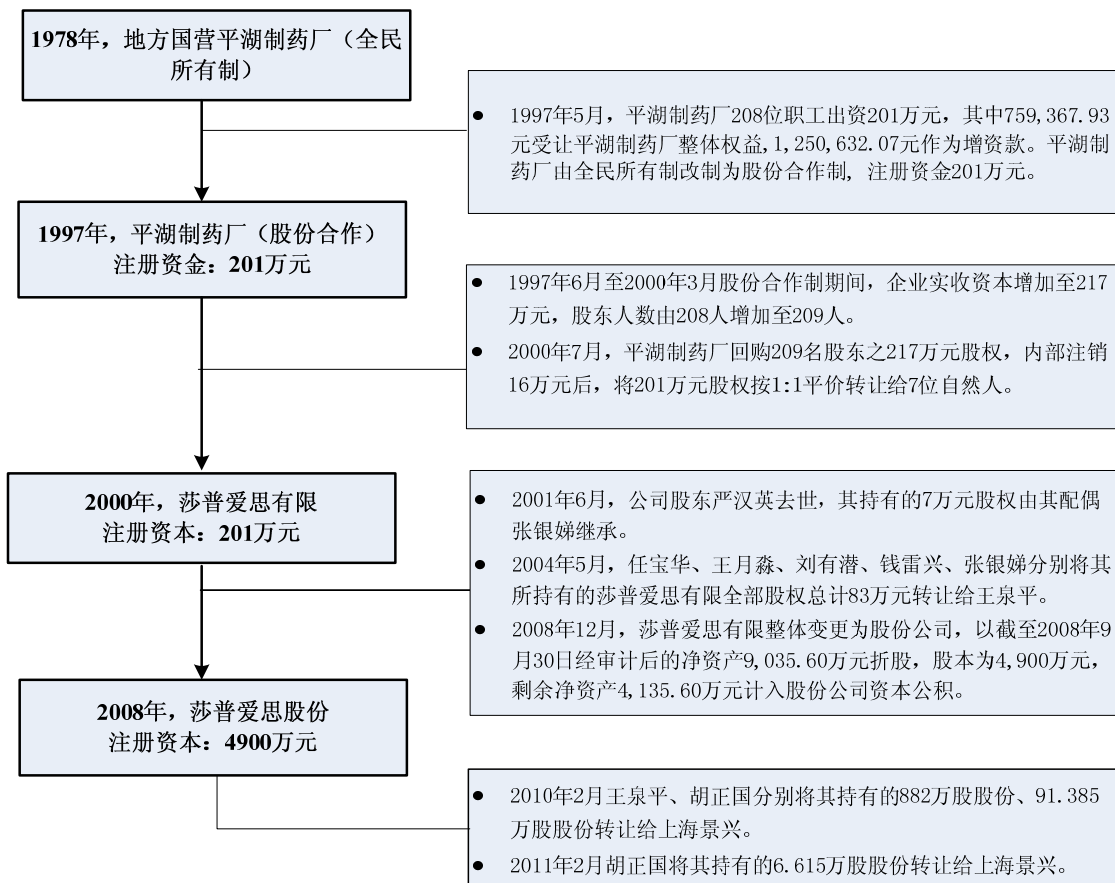 1978年，地方国营平湖制药厂（全民
所有制）
● 1997年5月，平湖制药厂208位职工出资201万元，其中759,367.93
元受让平湖制药厂整体权益,1,250,632.07元作为增资款。平湖制
药厂由全民所有制改制为股份合作制, 注册资金201万元。
1997年，平湖制药厂（股份合作）
注册资金：201万元
● 1997年6月至2000年3月股份合作制期间，企业实收资本增加至217
万元，股东人数由208人增加至209人。
● 2000年7月，平湖制药厂回购209名股东之217万元股权，内部注销
16万元后，将201万元股权按1:1平价转让给7位自然人。
2000年，莎普爱思有限
注册资本：201万元
● 2001年6月，公司股东严汉英去世，其持有的7万元股权由其配偶
张银娣继承。
● 2004年5月，任宝华、王月淼、刘有潜、钱雷兴、张银娣分别将其
所持有的莎普爱思有限全部股权总计83万元转让给王泉平。
● 2008年12月，莎普爱思有限整体变更为股份公司，以截至2008年9
月30日经审计后的净资产9,035.60万元折股，股本为4,900万元，
剩余净资产4,135.60万元计入股份公司资本公积。
2008年，莎普爱思股份
注册资本：4900万元
● 2010年2月王泉平、胡正国分别将其持有的882万股股份、91.385
万股股份转让给上海景兴。
● 2011年2月胡正国将其持有的6.615万股股份转让给上海景兴。